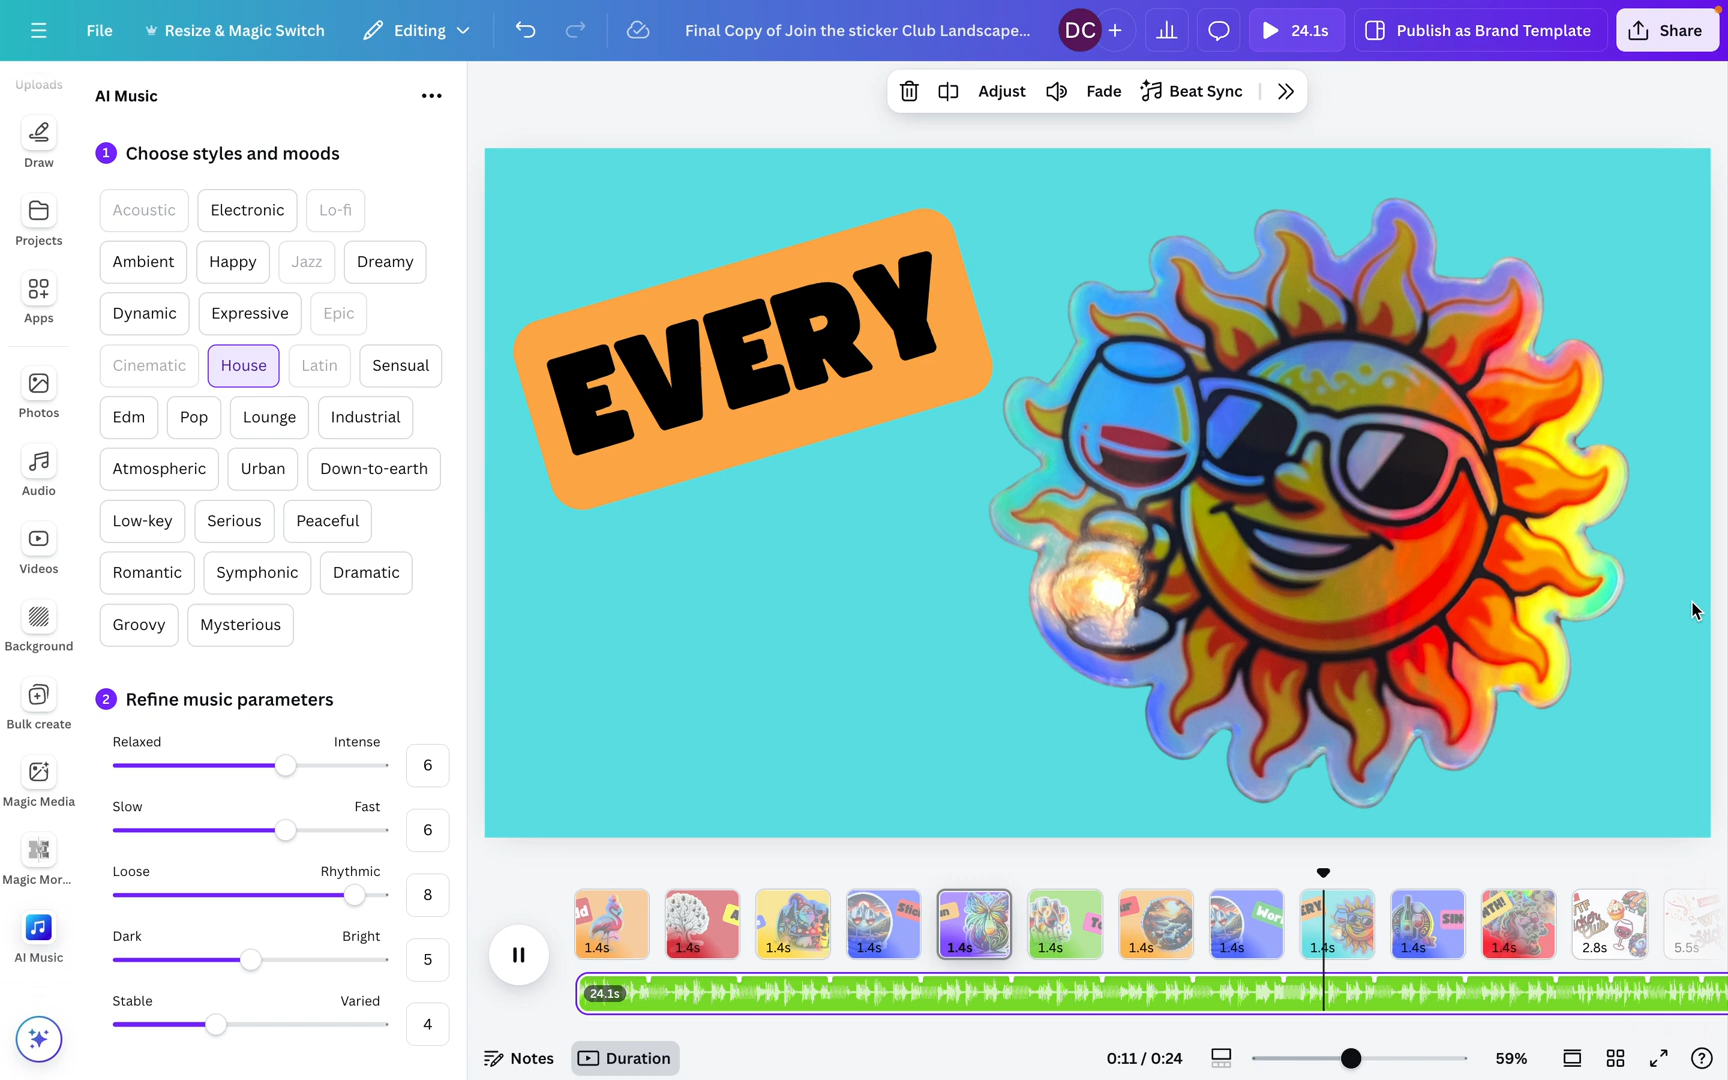 File
Resize & Magic Switch
Editing
Final Copy of Join the sticker Club Landscape...
DC
24.1s
Publish as Brand Template
Share
Uploads
Draw
Projects
Apps
Photos
Audio
Videos
Background
Bulk create
Magic Media
Magic Mor...
AI Music
AI Music
1 Choose styles and moods
Acoustic Electronic Lo-fi
Ambient Happy Jazz Dreamy
Dynamic Expressive Epic
Cinematic House Latin Sensual
Edm Pop Lounge Industrial
Atmospheric Urban Down-to-earth
Low-key Serious Peaceful
Romantic Symphonic Dramatic
Groovy Mysterious
2 Refine music parameters
Relaxed Intense
6
Slow Fast
6
Loose Rhythmic
8
Dark Bright
5
Stable Varied
4
Adjust
Fade
Beat Sync
EVERY
1.4s 1.4s 1.4s 1.4s 1.4s 1.4s 1.4s 1.4s 1.4s 1.4s 1.4s 2.8s 5.5s
24.1s
Notes
Duration
0:11 / 0:24
59%